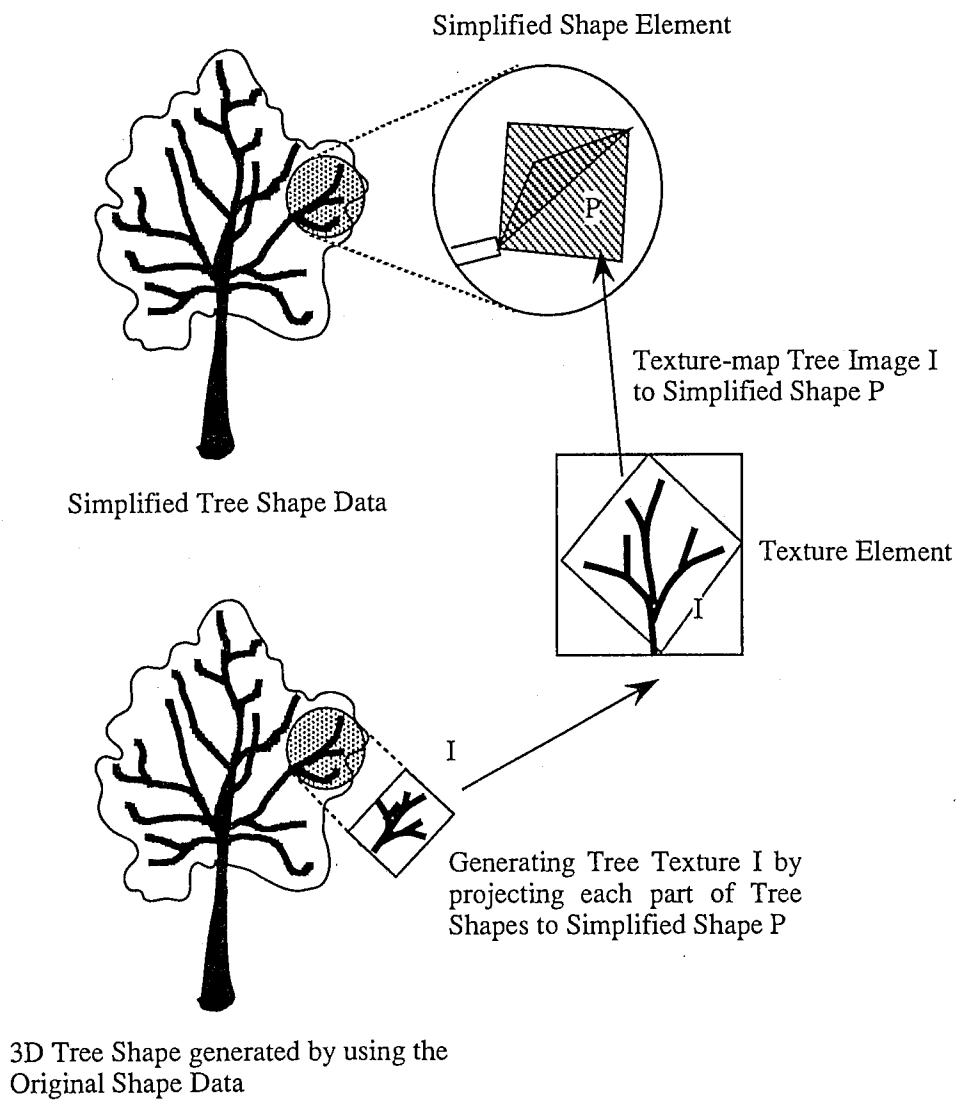 Simplified Shape Element
P
Texture-map Tree Image I
to Simplified Shape P
Simplified Tree Shape Data
Texture Element
I
I
Generating Tree Texture I by
projecting each part of Tree
Shapes to Simplified Shape P
3D Tree Shape generated by using the
Original Shape Data